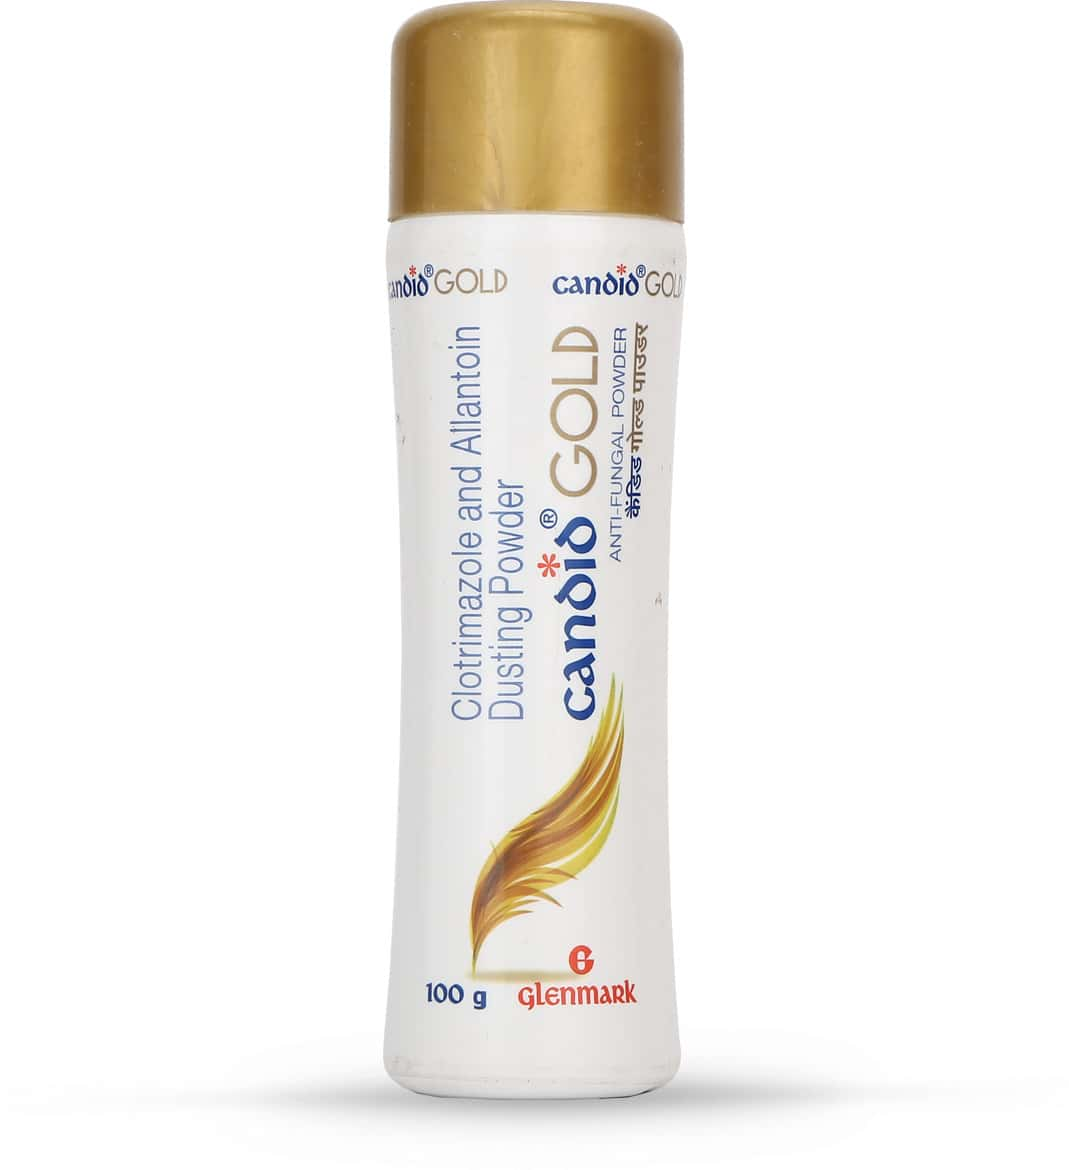 candid® GOLD
candid® GOLD
Clotrimazole and Allantoin
Dusting Powder
candid® GOLD
ANTI-FUNGAL POWDER
कैंडिड गोल्ड पाउडर
100 g
G
GLENMARK